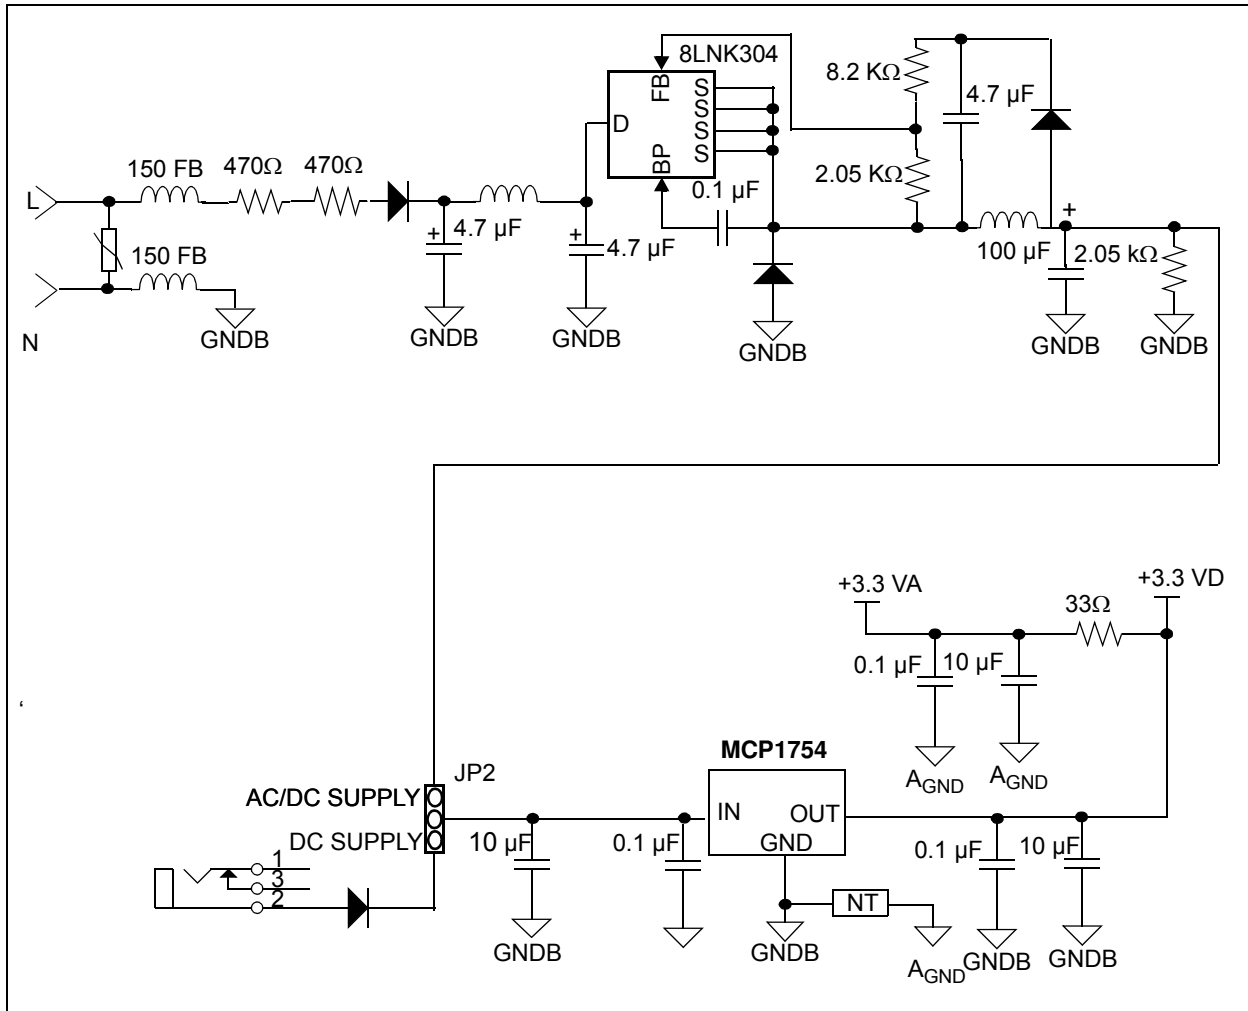 8LNK304
FB
S
S
S
S
D
BP
8.2 KΩ
4.7 µF
2.05 KΩ
0.1 µF
150 FB
470Ω
470Ω
L
+
4.7 µF
+
4.7 µF
150 FB
N
GNDB
GNDB
GNDB
GNDB
100 µF
+
2.05 kΩ
GNDB
GNDB
+3.3 VA
+3.3 VD
33Ω
0.1 µF
10 µF
AGND
AGND
‘
MCP1754
JP2
AC/DC SUPPLY
DC SUPPLY
IN
OUT
GND
10 µF
0.1 µF
0.1 µF
10 µF
1
3
2
NT
GNDB
GNDB
AGND
GNDB
GNDB